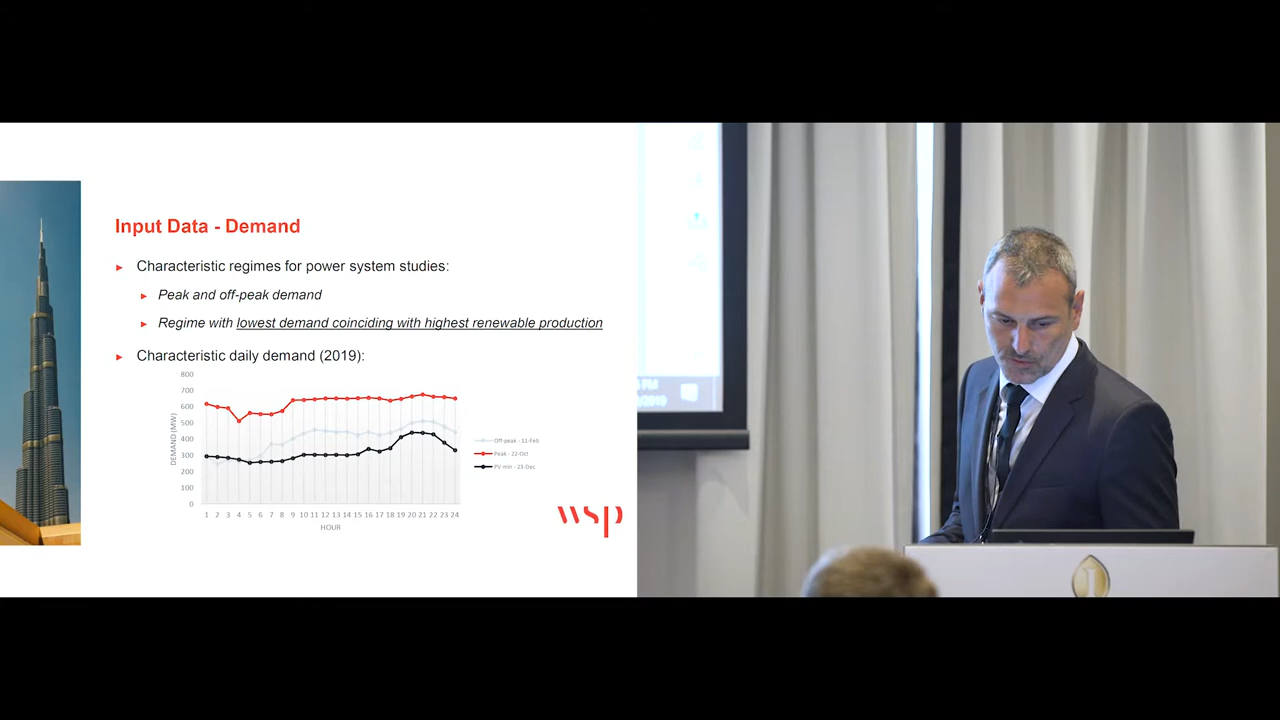 Input Data - Demand
► Characteristic regimes for power system studies:
► Peak and off-peak demand
► Regime with lowest demand coinciding with highest renewable production
► Characteristic daily demand (2019):
800
700
600
500
400
300
200
100
0
DEMAND (MW)
1 2 3 4 5 6 7 8 9 10 11 12 13 14 15 16 17 18 19 20 21 22 23 24
HOUR
Off-peak - 11-Feb
Peak - 22-Oct
PV min - 23-Dec
wsp
PM
/2019